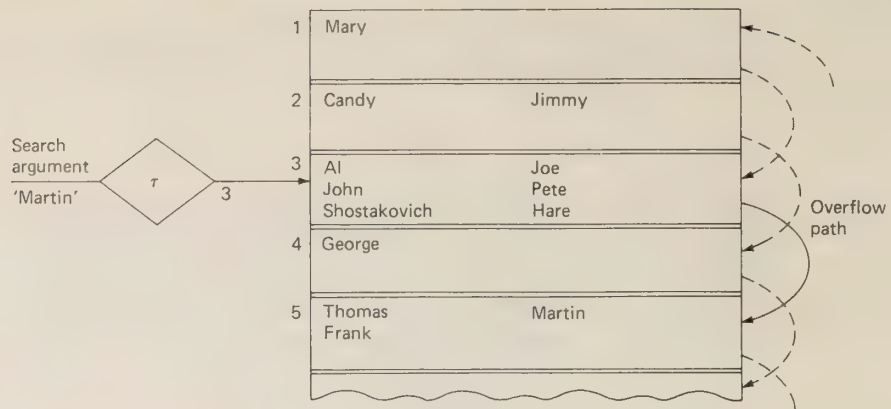 1 Mary
2 Candy Jimmy
Search
argument
'Martin'
τ
3
3 Al Joe
John Pete
Shostakovich Hare
Overflow
path
4 George
5 Thomas Martin
Frank